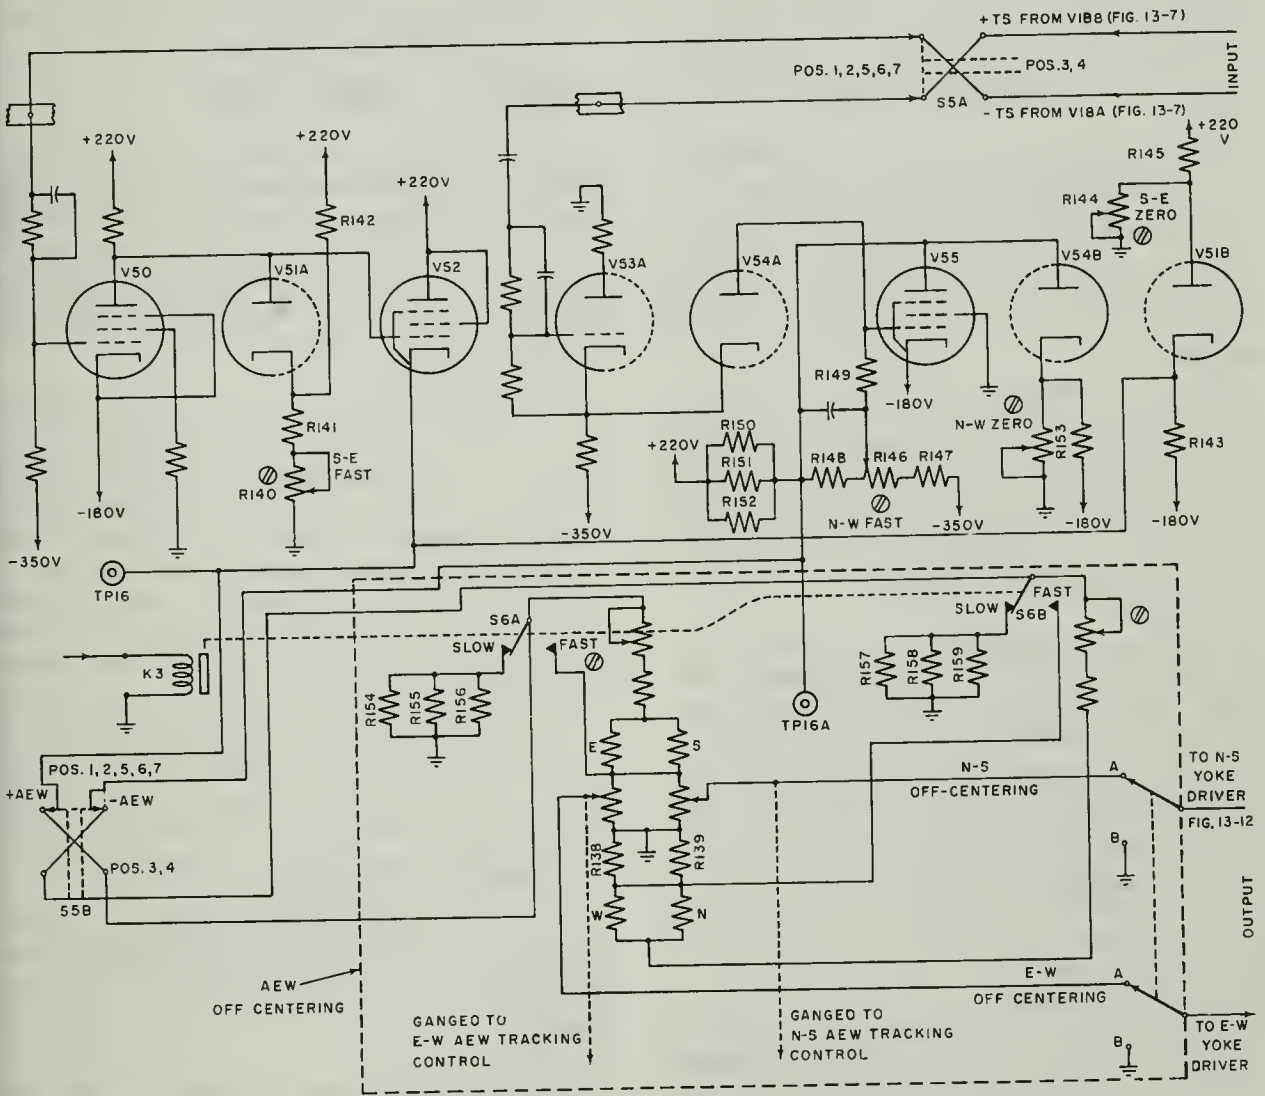 +TS FROM V18B (FIG. 13-7)
POS. 1, 2, 5, 6, 7
POS. 3, 4
INPUT
S5A
-TS FROM V18A (FIG. 13-7)
+220V
+220V
+220V
+220
V
R145
R144
S-E
ZERO
R142
V50
V51A
V52
V53A
V54A
V55
V54B
V51B
R149
-180V
N-W ZERO
R153
R141
S-E
FAST
R140
+220V
R150
R151
R152
R148
R146
R147
N-W FAST
-350V
R143
-180V
-180V
-180V
-350V
-350V
TP16
K3
S6A
SLOW
FAST
R154
R155
R156
SLOW
FAST
S6B
R157
R158
R159
TP16A
E
S
POS. 1, 2, 5, 6, 7
+AEW
-AEW
POS. 3, 4
S5B
N-S
OFF-CENTERING
A
TO N-S
YOKE
DRIVER
FIG. 13-12
B
R138
R139
W
N
OUTPUT
AEW
OFF CENTERING
E-W
OFF CENTERING
A
GANGED TO
E-W AEW TRACKING
CONTROL
GANGED TO
N-S AEW TRACKING
CONTROL
B
TO E-W
YOKE
DRIVER